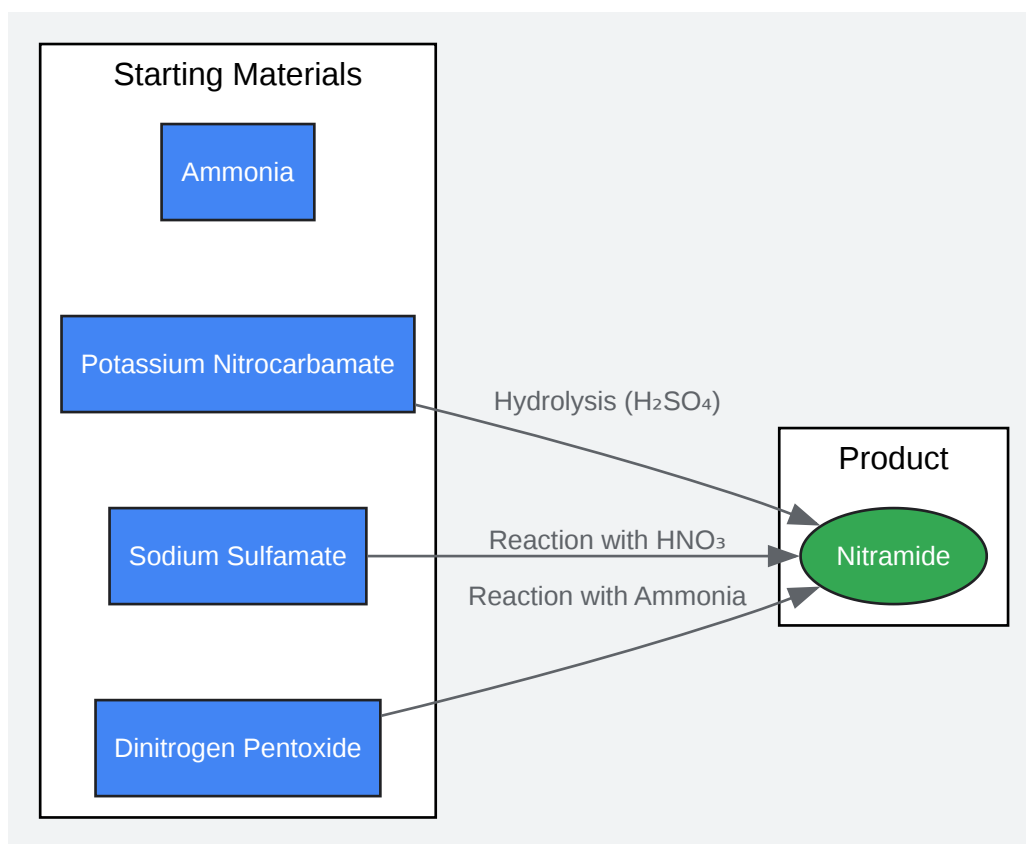 Starting Materials
Ammonia
Potassium Nitrocarbamate
Hydrolysis (H₂SO₄)
Product
Sodium Sulfamate
Reaction with HNO₃
Nitramide
Reaction with Ammonia
Dinitrogen Pentoxide